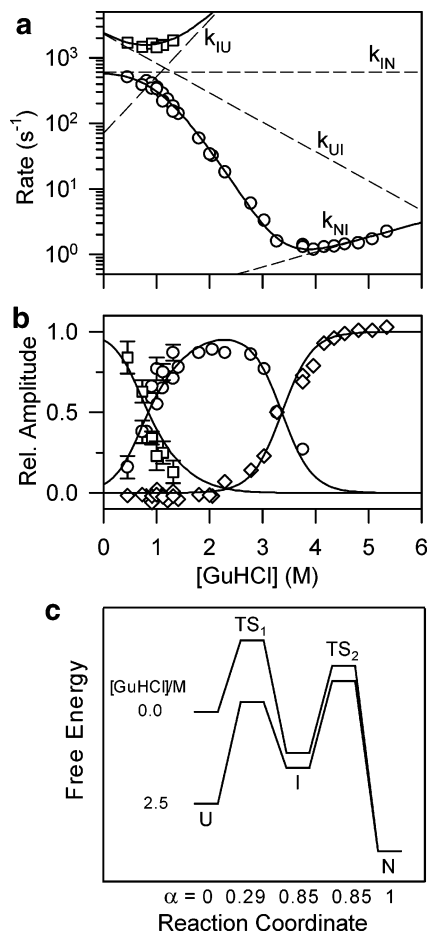 a
10³
10²
10¹
10⁰
Rate (s⁻¹)
k_IU
k_IN
k_UI
k_NI
b
1.0
0.5
0.0
Rel. Amplitude
0 1 2 3 4 5 6
[GuHCl] (M)
c
Free Energy
TS₁
TS₂
[GuHCl]/M
0.0
I
2.5
U
N
α = 0 0.29 0.85 0.85 1
Reaction Coordinate